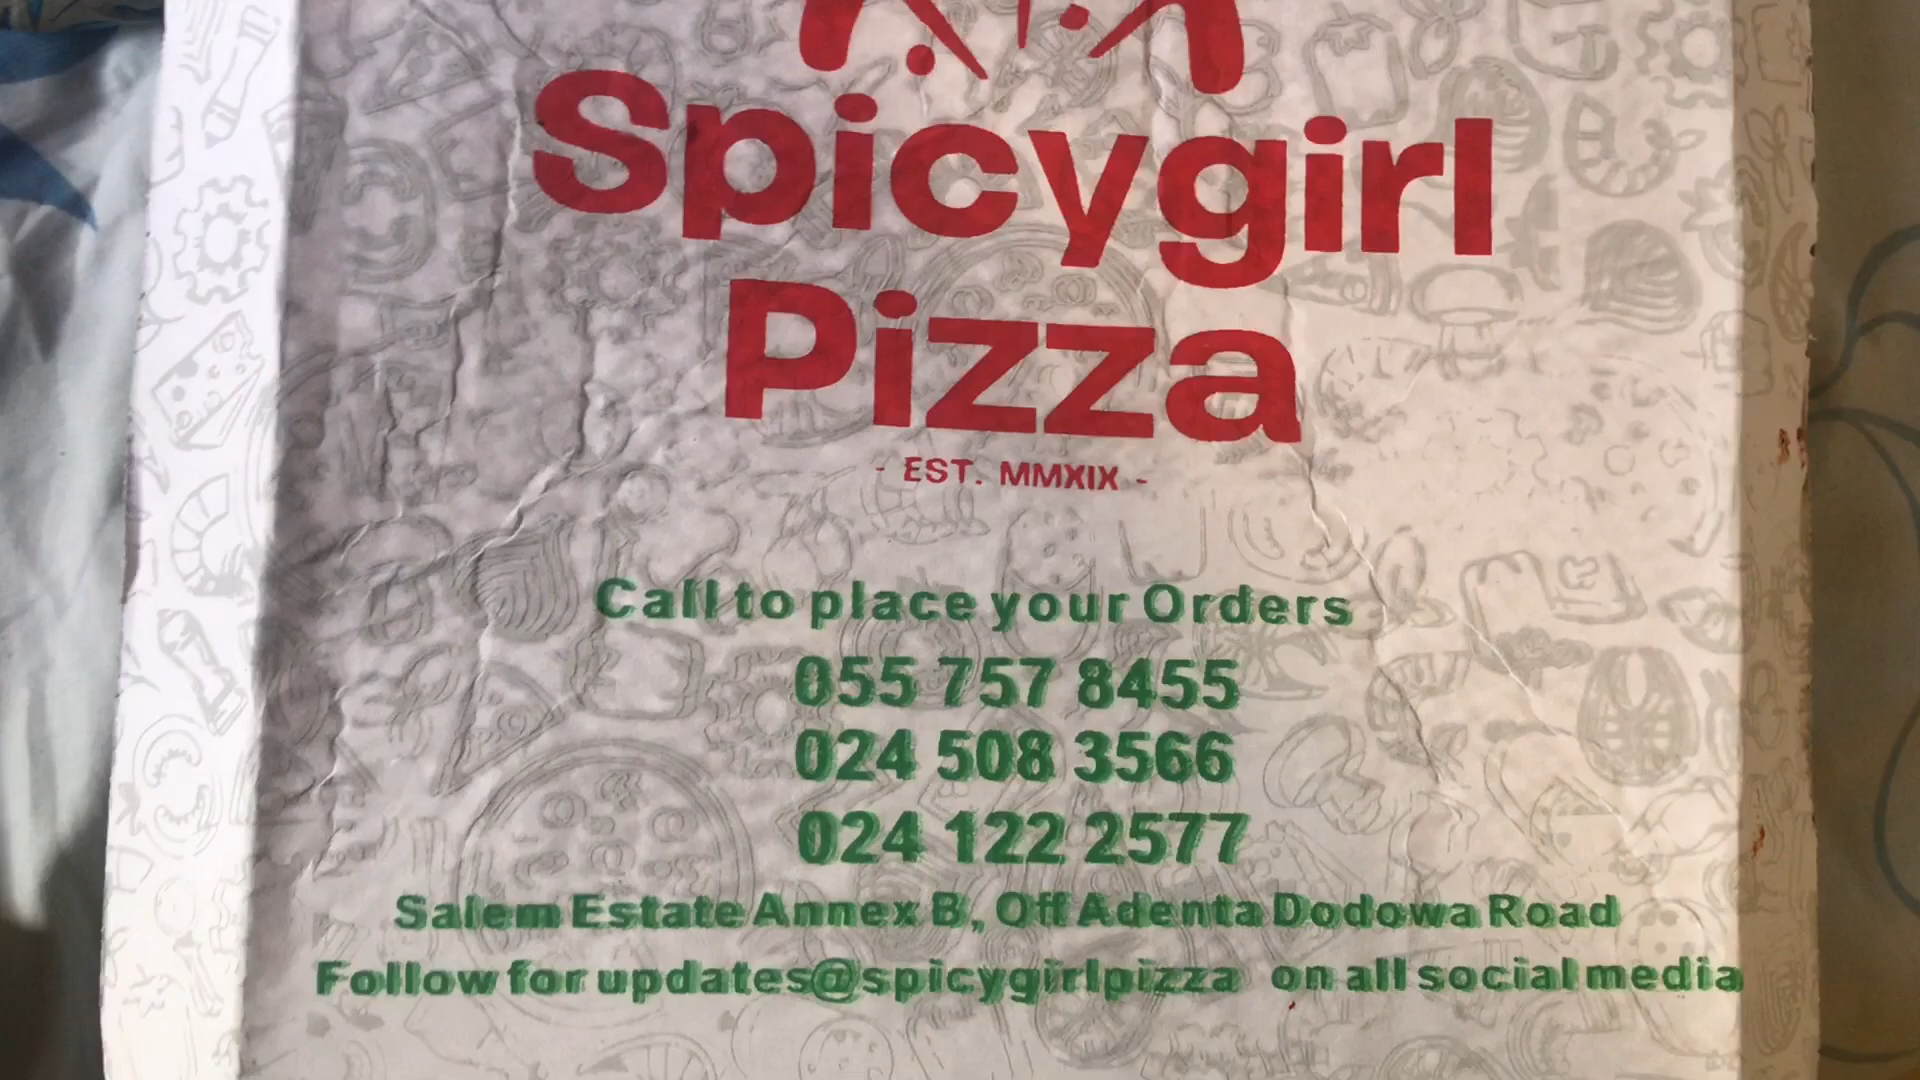 Spicygirl
Pizza
- EST. MMXIX -
Call to place your Orders
055 757 8455
024 508 3566
024 122 2577
Salem Estate Annex B, Off Adenta Dodowa Road
Follow for updates@spicygirlpizza on all social media